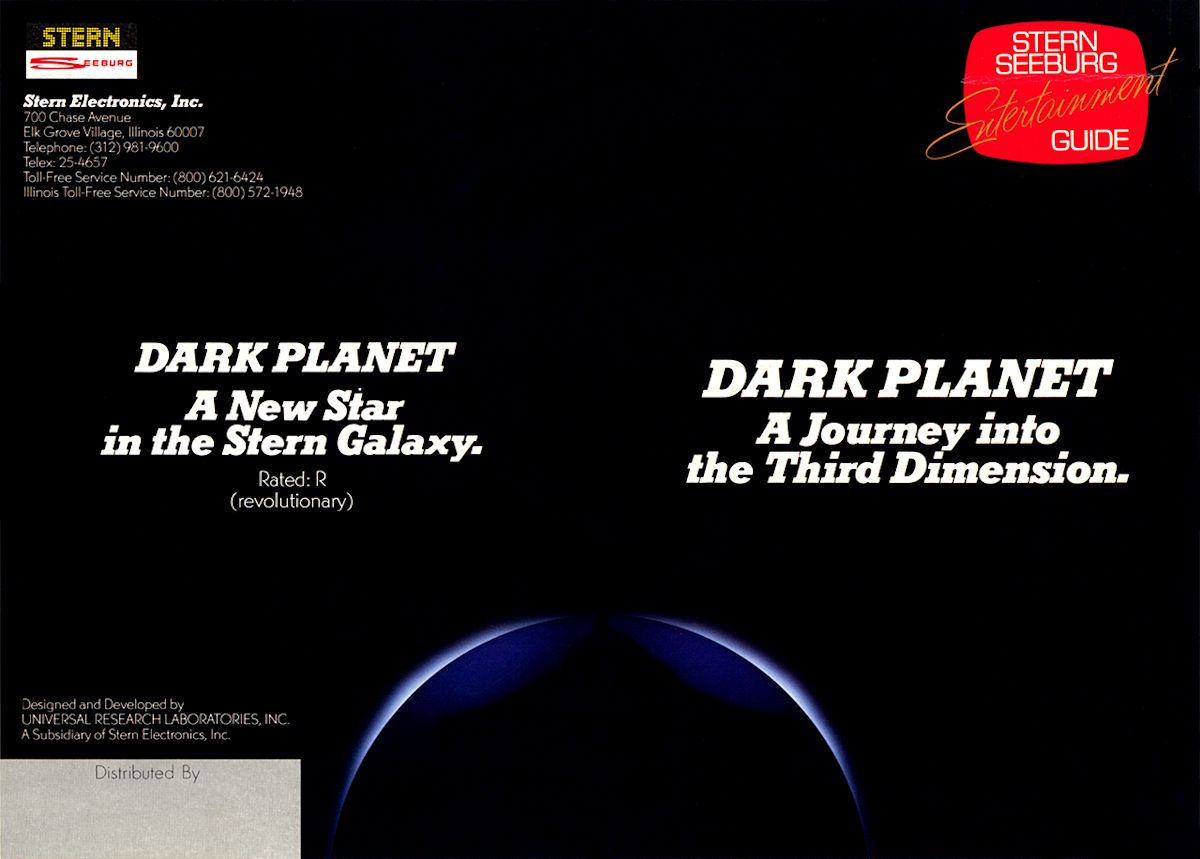 STERN
SEEBURG
Stern Electronics, Inc.
700 Chase Avenue
Elk Grove Village, Illinois 60007
Telephone: (312) 981-9600
Telex: 25-4657
Toll-Free Service Number: (800) 621-6424
Illinois Toll-Free Service Number: (800) 572-1948
DARK PLANET
A New Star
in the Stern Galaxy.
Rated: R
(revolutionary)
Designed and Developed by
UNIVERSAL RESEARCH LABORATORIES, INC.
A Subsidiary of Stern Electronics, Inc.
Distributed By
STERN
SEEBURG
Entertainment
GUIDE
DARK PLANET
A Journey into
the Third Dimension.